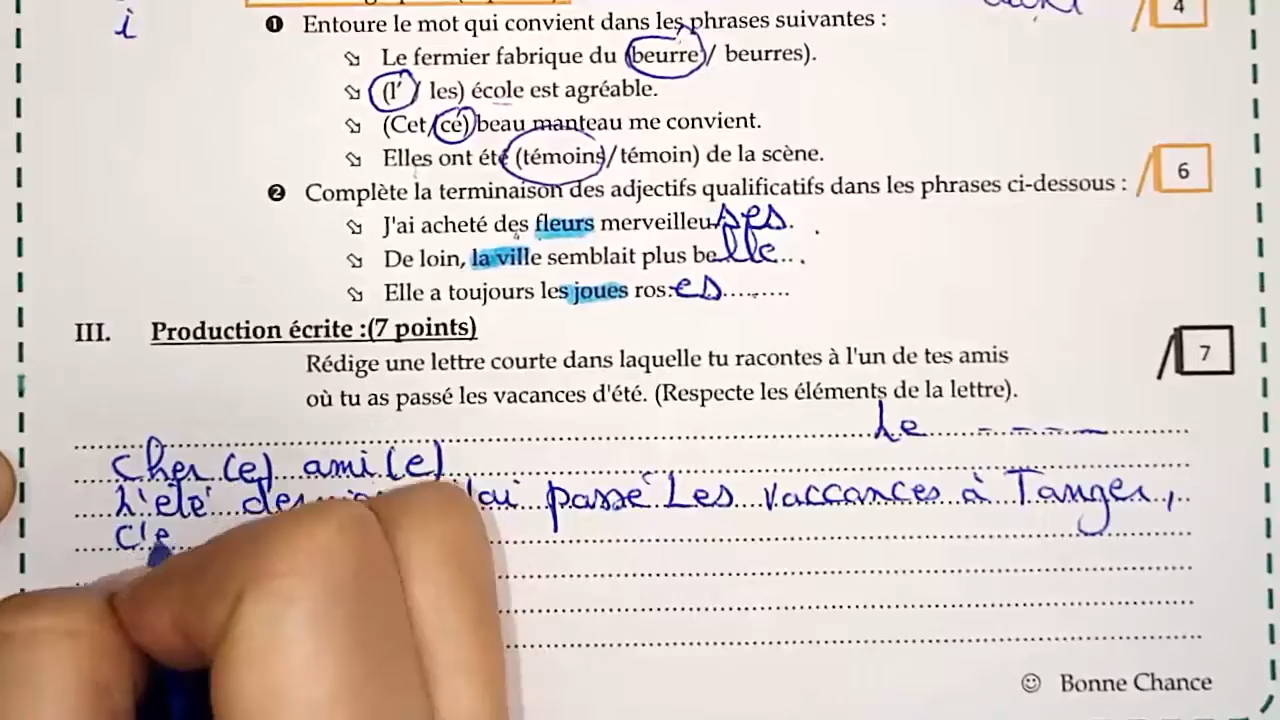 4
i
❶ Entoure le mot qui convient dans les phrases suivantes :
Le fermier fabrique du (beurre/ beurres).
(l'/ les) école est agréable.
(Cet/ce) beau manteau me convient.
Elles ont été (témoins/témoin) de la scène.
6
❷ Complète la terminaison des adjectifs qualificatifs dans les phrases ci-dessous :
J'ai acheté des fleurs merveilleuses.
De loin, la ville semblait plus belle...
Elle a toujours les joues ros:es.........
III. Production écrite :(7 points)
7
Rédige une lettre courte dans laquelle tu racontes à l'un de tes amis
où tu as passé les vacances d'été. (Respecte les éléments de la lettre).
Le
Cher(e) ami(e)
L'été j'ai passé Les vaccances à Tanger,
C'e
☺ Bonne Chance